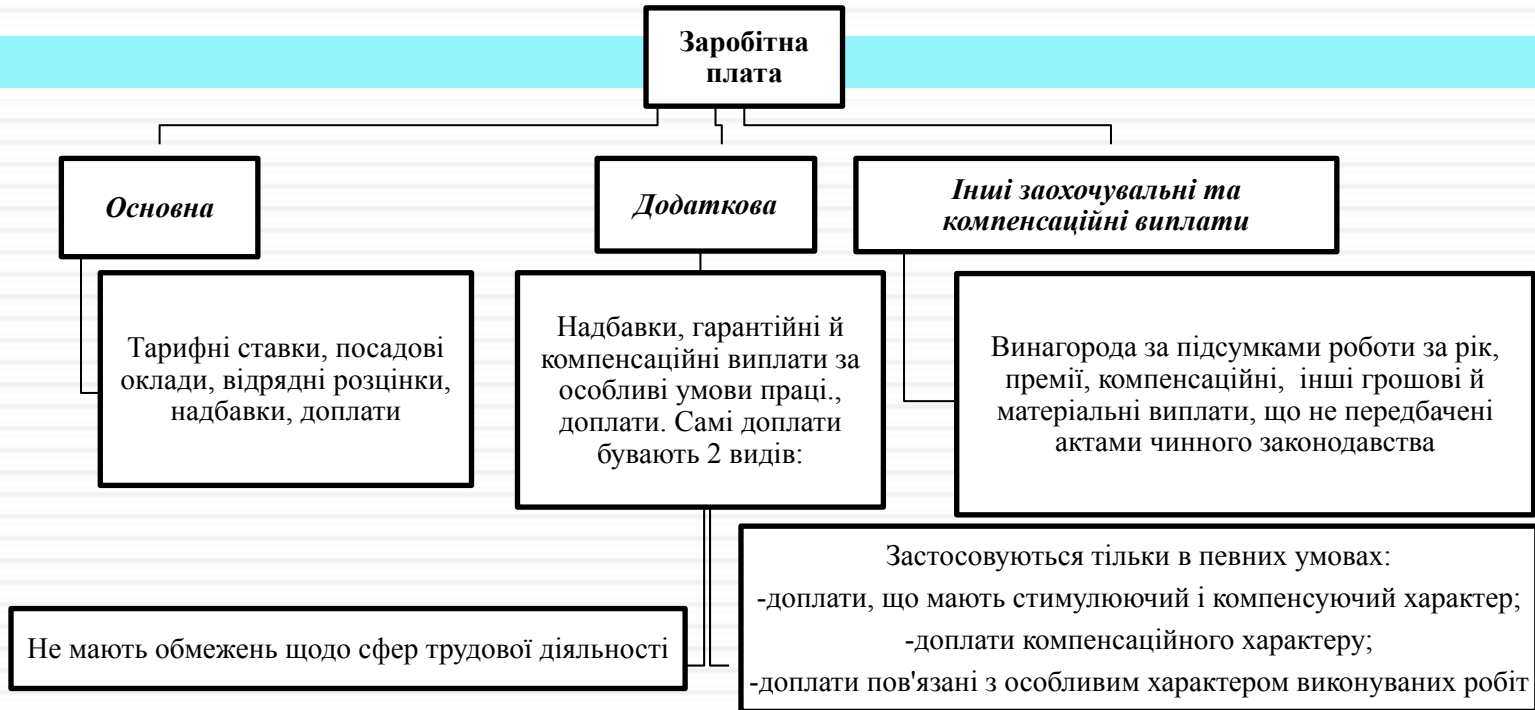 Заробітна
плата
Основна
Додаткова
Інші заохочувальні та
компенсаційні виплати
Тарифні ставки, посадові
оклади, відрядні розцінки,
надбавки, доплати
Надбавки, гарантійні й
компенсаційні виплати за
особливі умови праці.,
доплати. Самі доплати
бувають 2 видів:
Винагорода за підсумками роботи за рік,
премії, компенсаційні, інші грошові й
матеріальні виплати, що не передбачені
актами чинного законодавства
Не мають обмежень щодо сфер трудової діяльності
Застосовуються тільки в певних умовах:
-доплати, що мають стимулюючий і компенсуючий характер;
-доплати компенсаційного характеру;
-доплати пов'язані з особливим характером виконуваних робіт